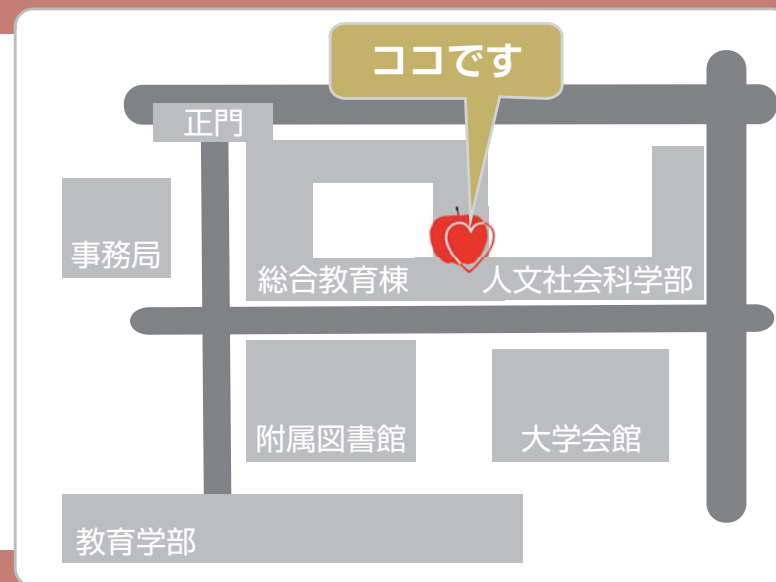 ココです
正門
事務局
総合教育棟
人文社会科学部
附属図書館
大学会館
教育学部